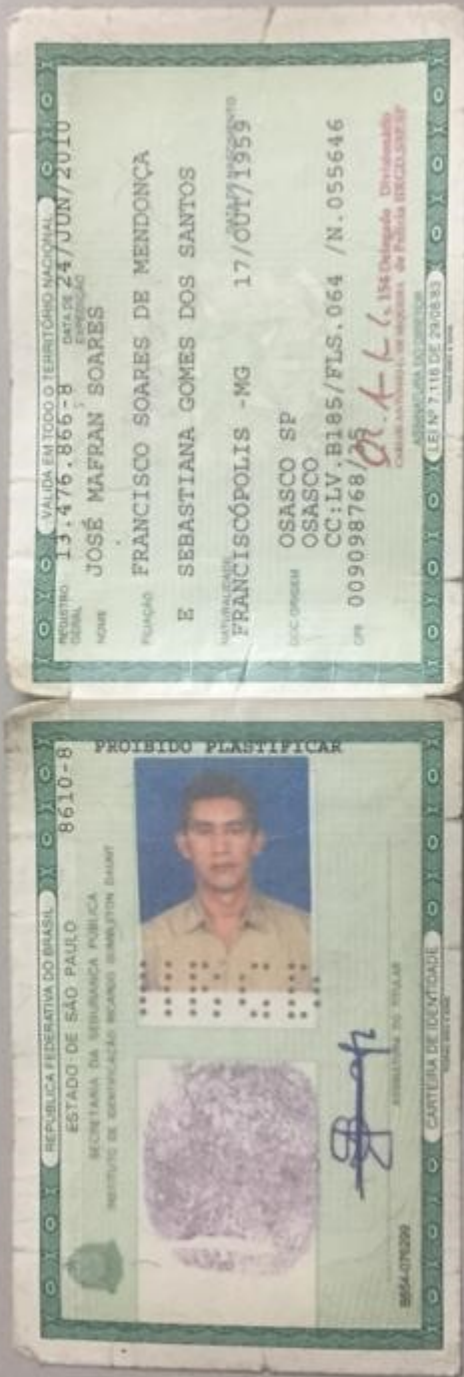 REPÚBLICA FEDERATIVA DO BRASIL
ESTADO DE SÃO PAULO
8610-8
SECRETARIA DA SEGURANÇA PÚBLICA
INSTITUTO DE IDENTIFICAÇÃO RICARDO GUMBLETON DAUNT
PROIBIDO PLASTIFICAR
ASSINATURA DO TITULAR
CARTEIRA DE IDENTIDADE
VÁLIDA EM TODO O TERRITÓRIO NACIONAL
REGISTRO GERAL 13.476.866-8 DATA DE EXPEDIÇÃO 24/JUN/2010
NOME JOSÉ MAFRAN SOARES
FILIAÇÃO FRANCISCO SOARES DE MENDONÇA
E SEBASTIANA GOMES DOS SANTOS
NATURALIDADE DATA DE NASCIMENTO
FRANCISCÓPOLIS -MG 17/OUT/1959
DOC. ORIGEM OSASCO SP
OSASCO
CC:LV.B185/FLS.064 /N.055646
CPF 009098768/
Delegado Divisionário
de Polícia
ASSINATURA DO DIRETOR
LEI Nº 7.116 DE 29/08/83